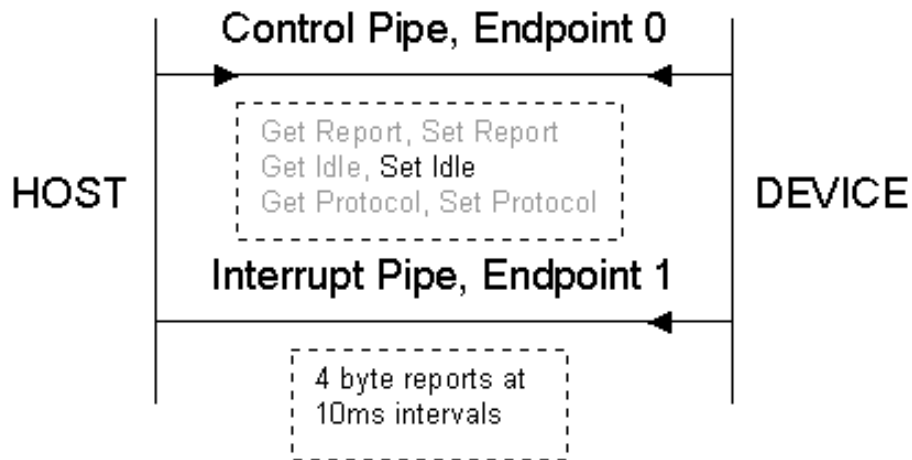 Control Pipe, Endpoint 0
Get Report, Set Report
Get Idle, Set Idle
Get Protocol, Set Protocol
HOST
DEVICE
Interrupt Pipe, Endpoint 1
4 byte reports at
10ms intervals